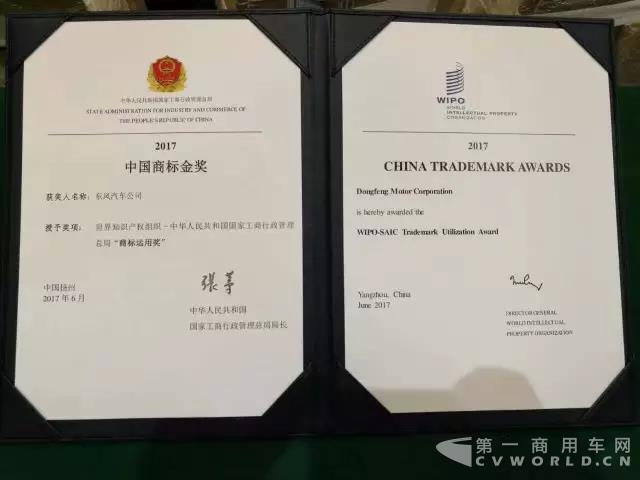 中华人民共和国国家工商行政管理总局
STATE ADMINISTRATION FOR INDUSTRY AND COMMERCE OF
THE PEOPLE'S REPUBLIC OF CHINA
2017
中国商标金奖
获奖人名称：东风汽车公司
授予奖项：世界知识产权组织－中华人民共和国国家工商行政管理
总局“商标运用奖”
中国扬州
2017 年 6 月
张茅
中华人民共和国
国家工商行政管理总局局长
WIPO
WORLD
INTELLECTUAL PROPERTY
ORGANIZATION
2017
CHINA TRADEMARK AWARDS
Dongfeng Motor Corporation
is hereby awarded the
WIPO-SAIC Trademark Utilization Award
Yangzhou, China
June 2017
DIRECTOR GENERAL
WORLD INTELLECTUAL
PROPERTY ORGANIZATION
第一商用车网
CVWORLD.CN